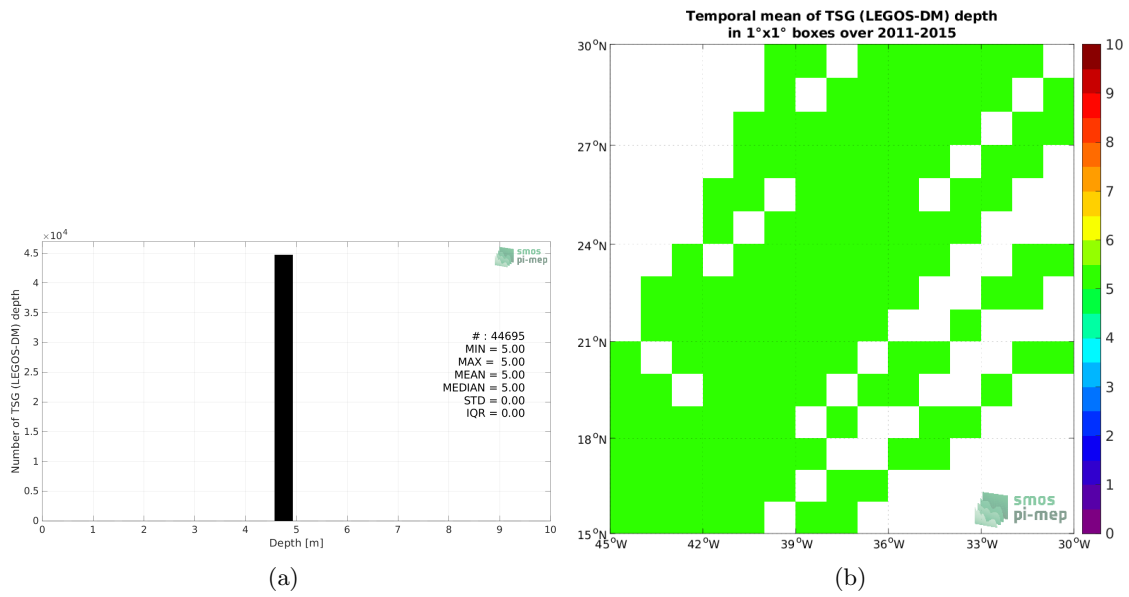 ×10⁴
4.5
4
3.5
3
2.5
2
1.5
1
0.5
0
Number of TSG (LEGOS-DM) depth
0 1 2 3 4 5 6 7 8 9 10
Depth [m]
smos
pi-mep
# : 44695
MIN = 5.00
MAX = 5.00
MEAN = 5.00
MEDIAN = 5.00
STD = 0.00
IQR = 0.00
(a)
Temporal mean of TSG (LEGOS-DM) depth
in 1°x1° boxes over 2011-2015
30°N
27°N
24°N
21°N
18°N
15°N
45°W 42°W 39°W 36°W 33°W 30°W
smos
pi-mep
10
9
8
7
6
5
4
3
2
1
0
(b)